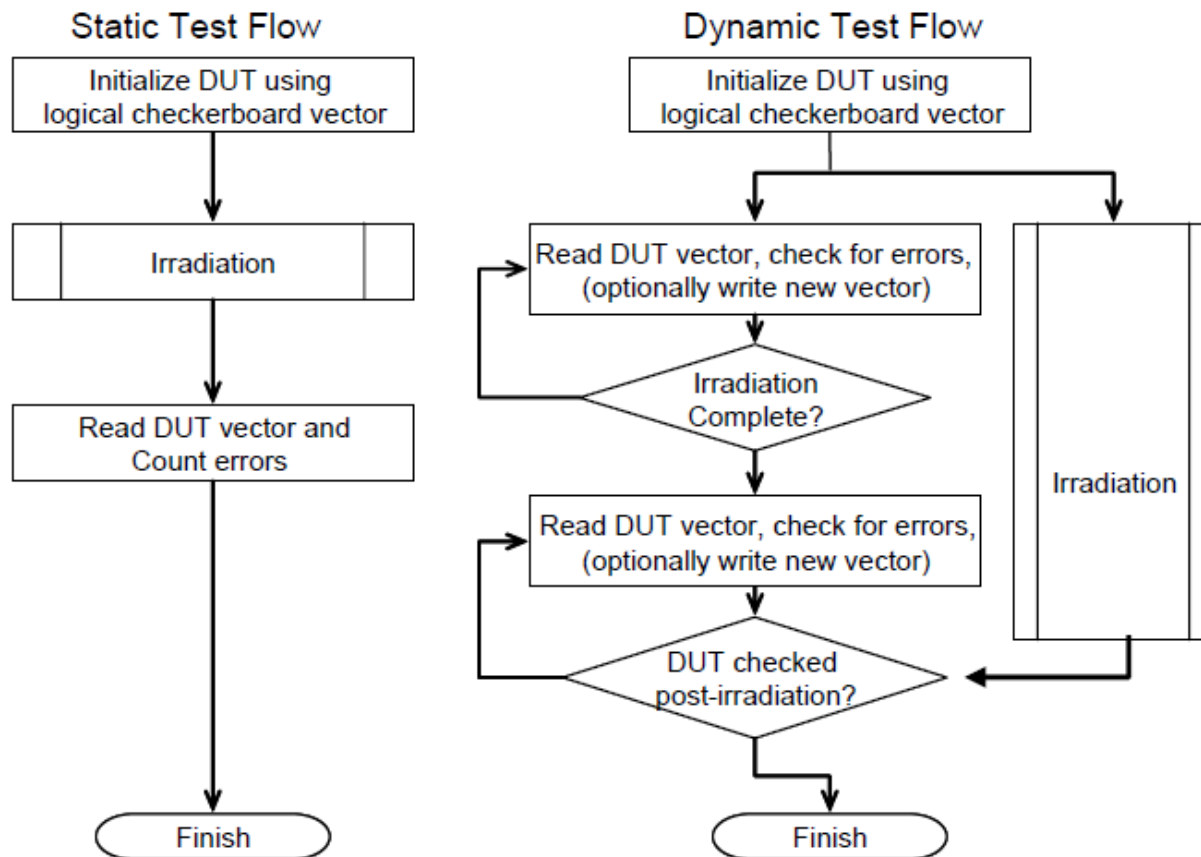 Static Test Flow
Initialize DUT using
logical checkerboard vector
Irradiation
Read DUT vector and
Count errors
Finish
Dynamic Test Flow
Initialize DUT using
logical checkerboard vector
Read DUT vector, check for errors,
(optionally write new vector)
Irradiation
Complete?
Read DUT vector, check for errors,
(optionally write new vector)
DUT checked
post-irradiation?
Irradiation
Finish